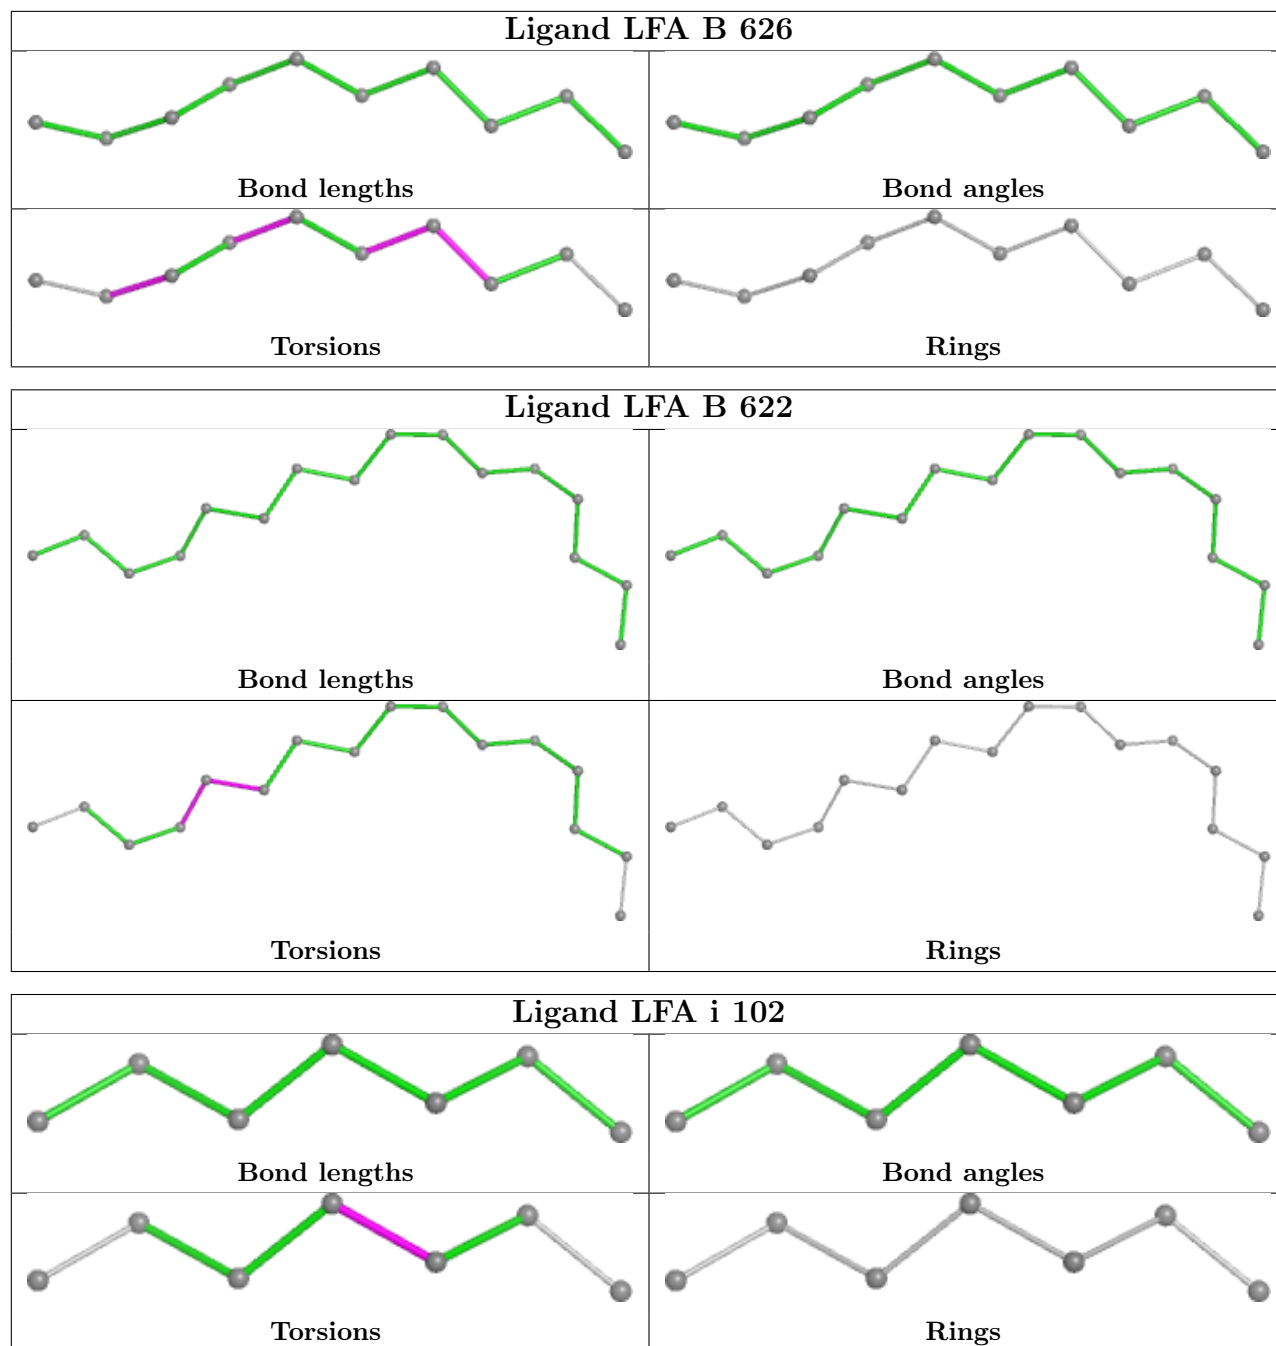 Ligand LFA B 626
Bond lengths
Bond angles
Torsions
Rings
Ligand LFA B 622
Bond lengths
Bond angles
Torsions
Rings
Ligand LFA i 102
Bond lengths
Bond angles
Torsions
Rings